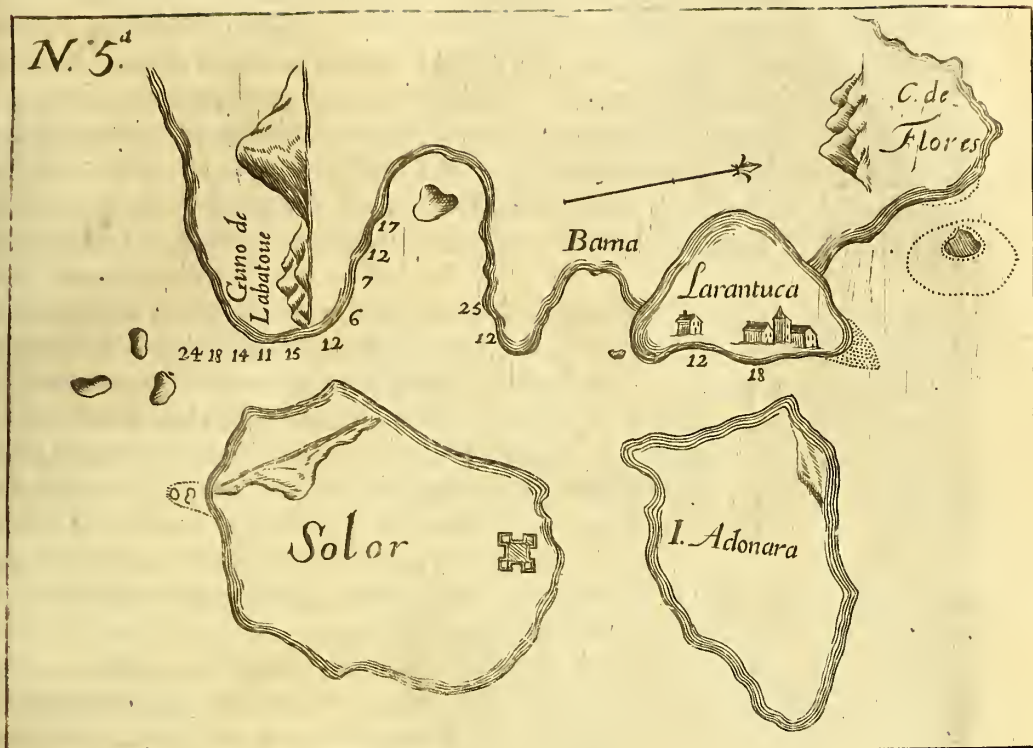 N. 5.d
C. de
Flores
Guno de
Labatoue
17
12
7
6
12
24 18 14 11 15
Bama
25
12
Larantuca
12
18
Solor
I. Adonara